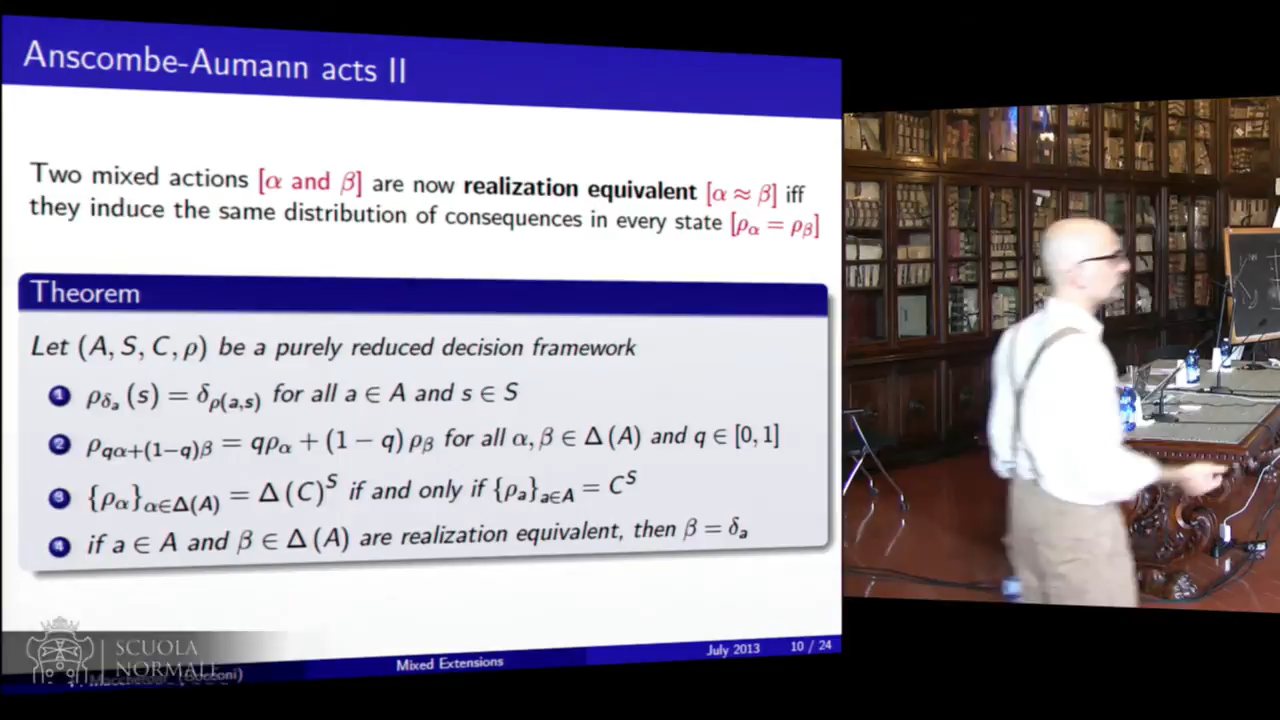 Anscombe-Aumann acts II
Two mixed actions [α and β] are now realization equivalent [α ≈ β] iff
they induce the same distribution of consequences in every state [ρ_α = ρ_β]
Theorem
Let (A, S, C, ρ) be a purely reduced decision framework
1 ρ_{δ_a}(s) = δ_{ρ(a,s)} for all a ∈ A and s ∈ S
2 ρ_{qα+(1−q)β} = qρ_α + (1 − q) ρ_β for all α, β ∈ Δ(A) and q ∈ [0, 1]
3 {ρ_α}_{α∈Δ(A)} = Δ(C)^S if and only if {ρ_a}_{a∈A} = C^S
4 if a ∈ A and β ∈ Δ(A) are realization equivalent, then β = δ_a
SCUOLA
NORMALE
(Bocconi)
Mixed Extensions
July 2013
10 / 24